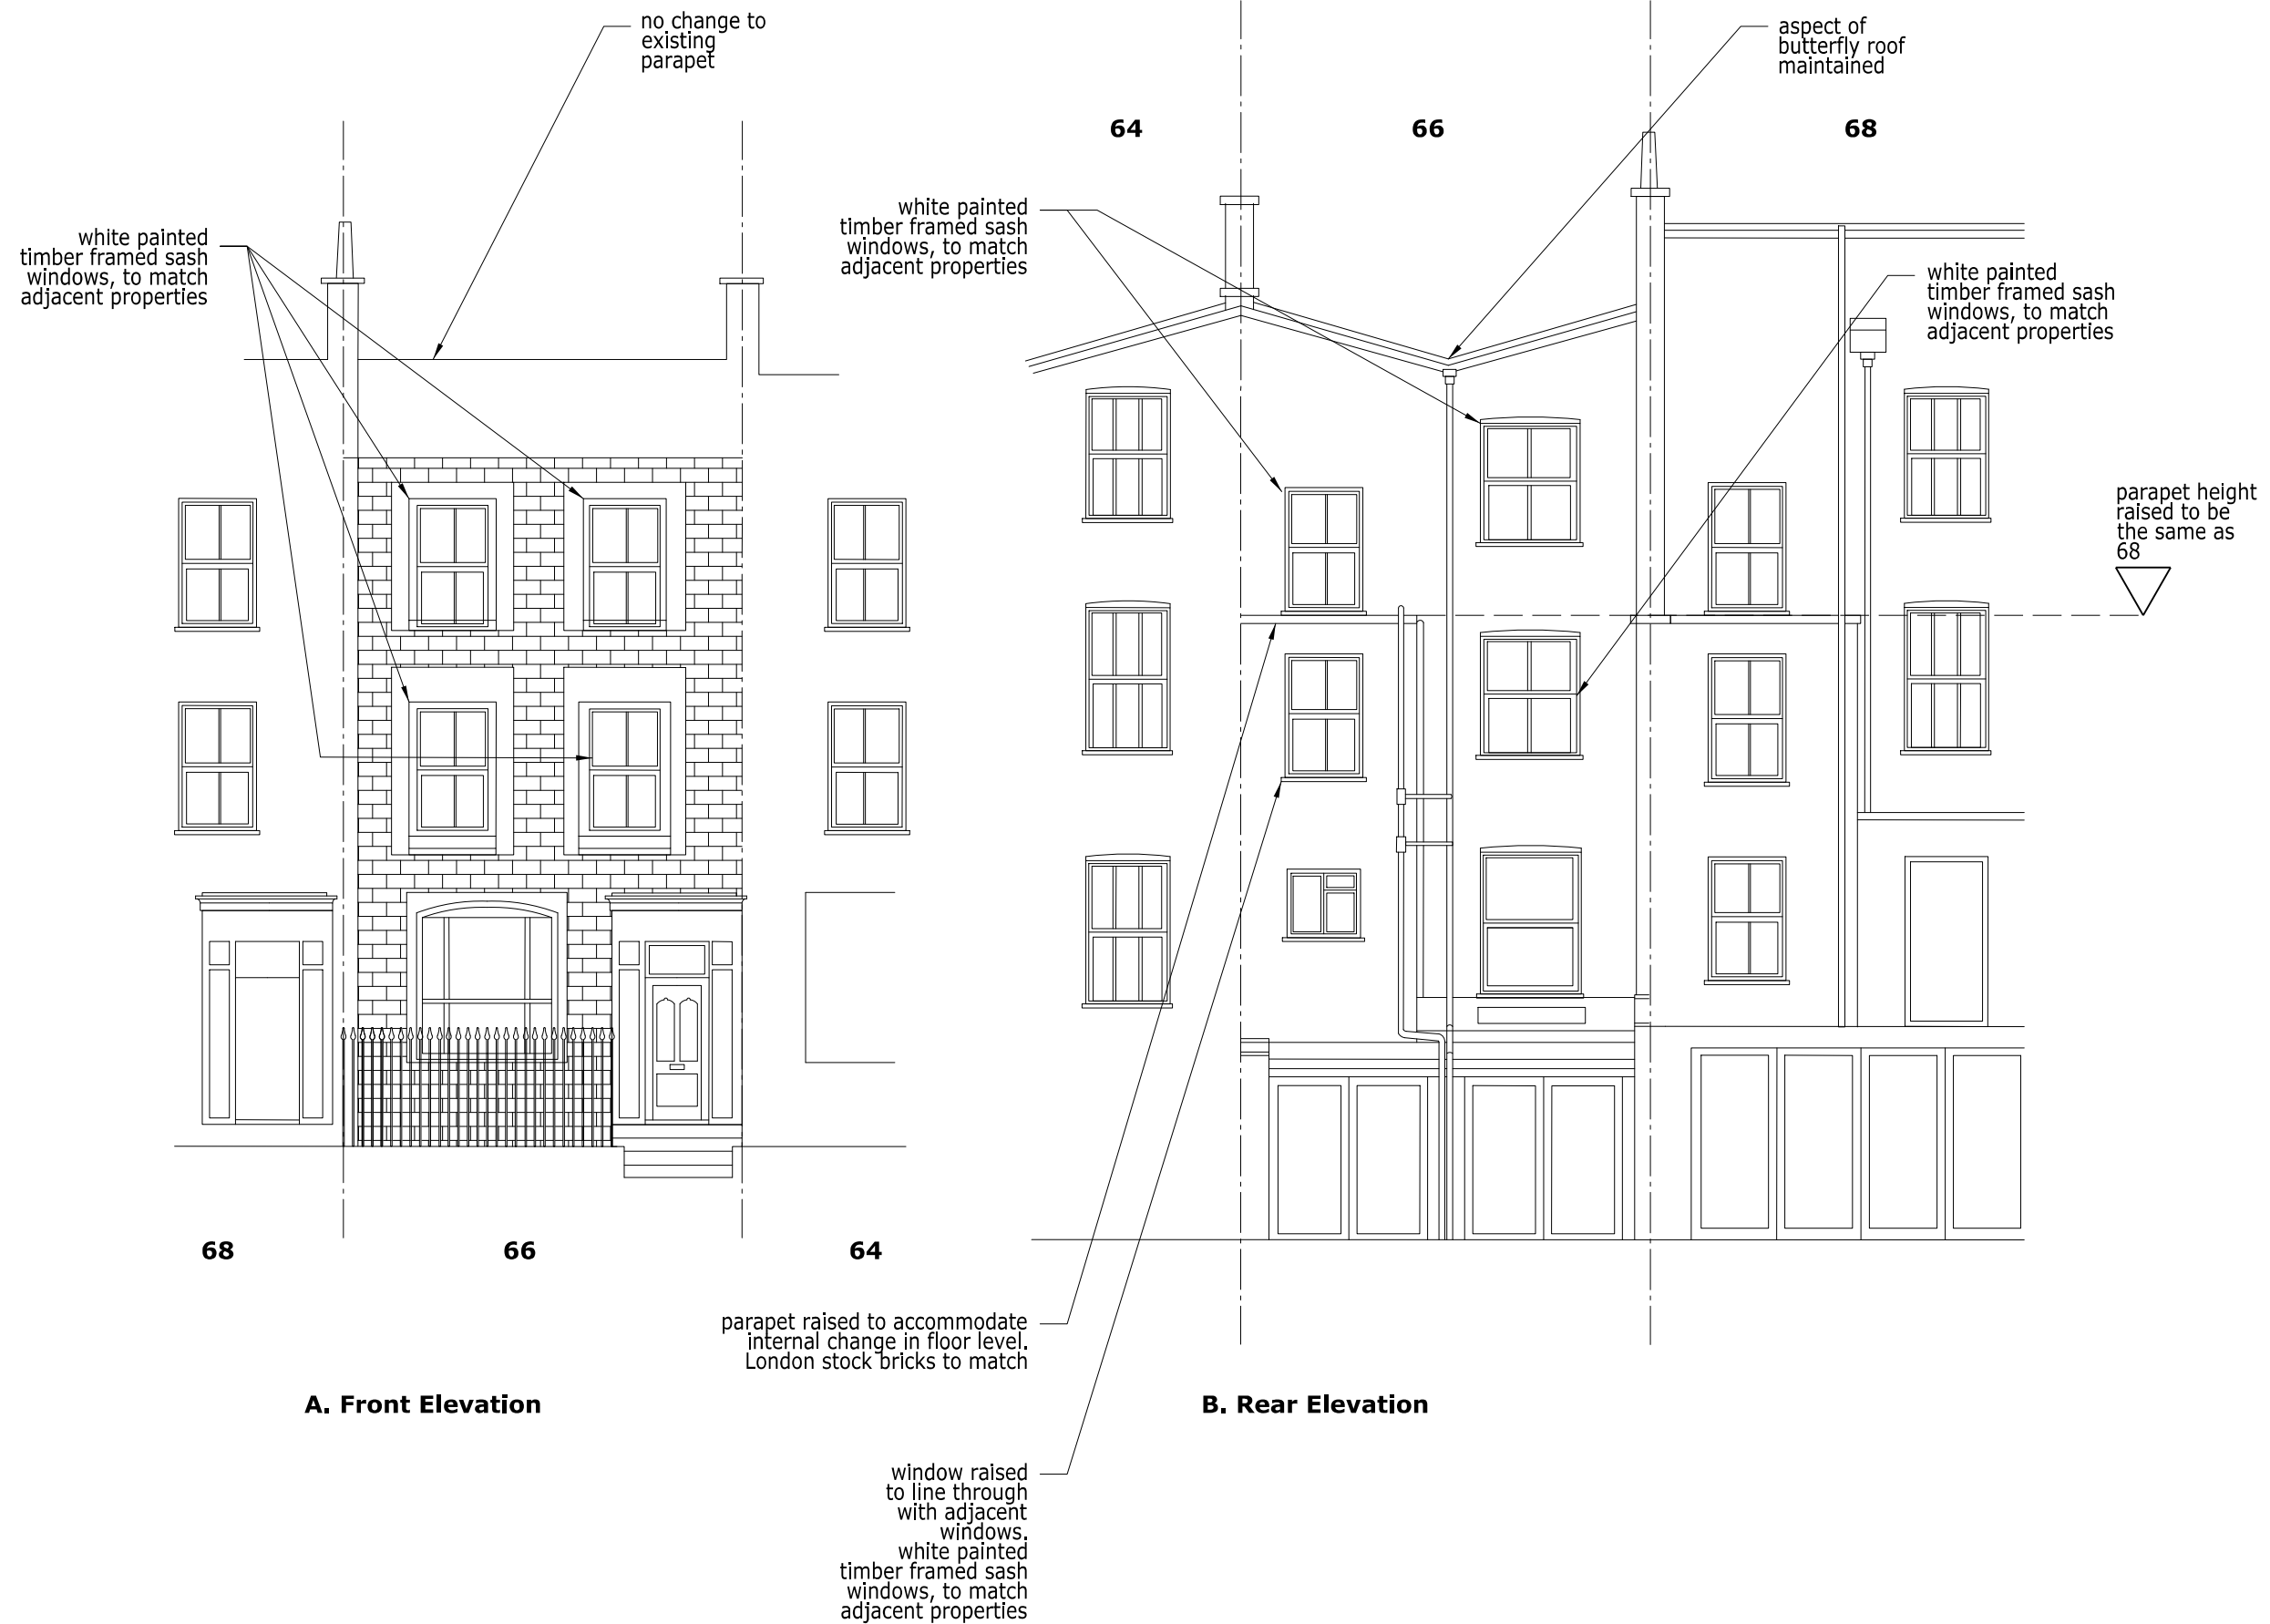 no change to
existing
parapet
aspect of
butterfly roof
maintained
64
66
68
white painted
timber framed sash
windows, to match
adjacent properties
white painted
timber framed sash
windows, to match
adjacent properties
white painted
timber framed sash
windows, to match
adjacent properties
parapet height
raised to be
the same as
68
68
66
64
parapet raised to accommodate
internal change in floor level.
London stock bricks to match
A. Front Elevation
B. Rear Elevation
window raised
to line through
with adjacent
windows.
white painted
timber framed sash
windows, to match
adjacent properties